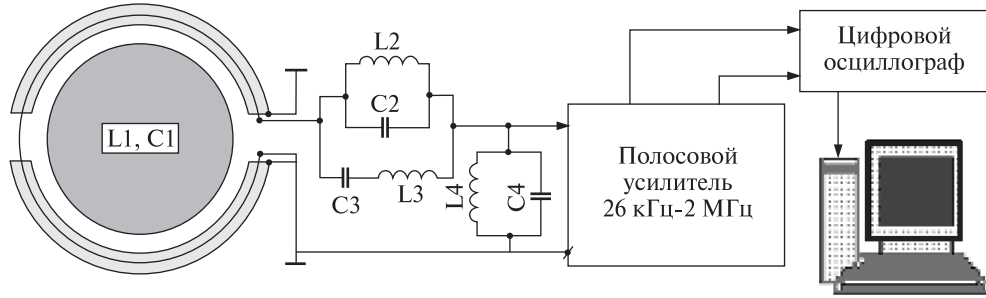 L1, C1
L2
C2
C3
L3
L4
C4
Полосовой
усилитель
26 кГц-2 МГц
Цифровой
осциллограф